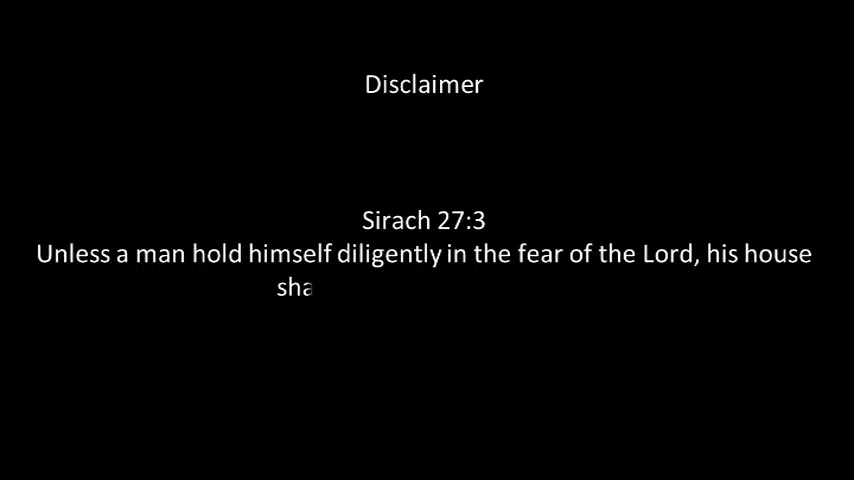 Disclaimer
Sirach 27:3
Unless a man hold himself diligently in the fear of the Lord, his house
sha